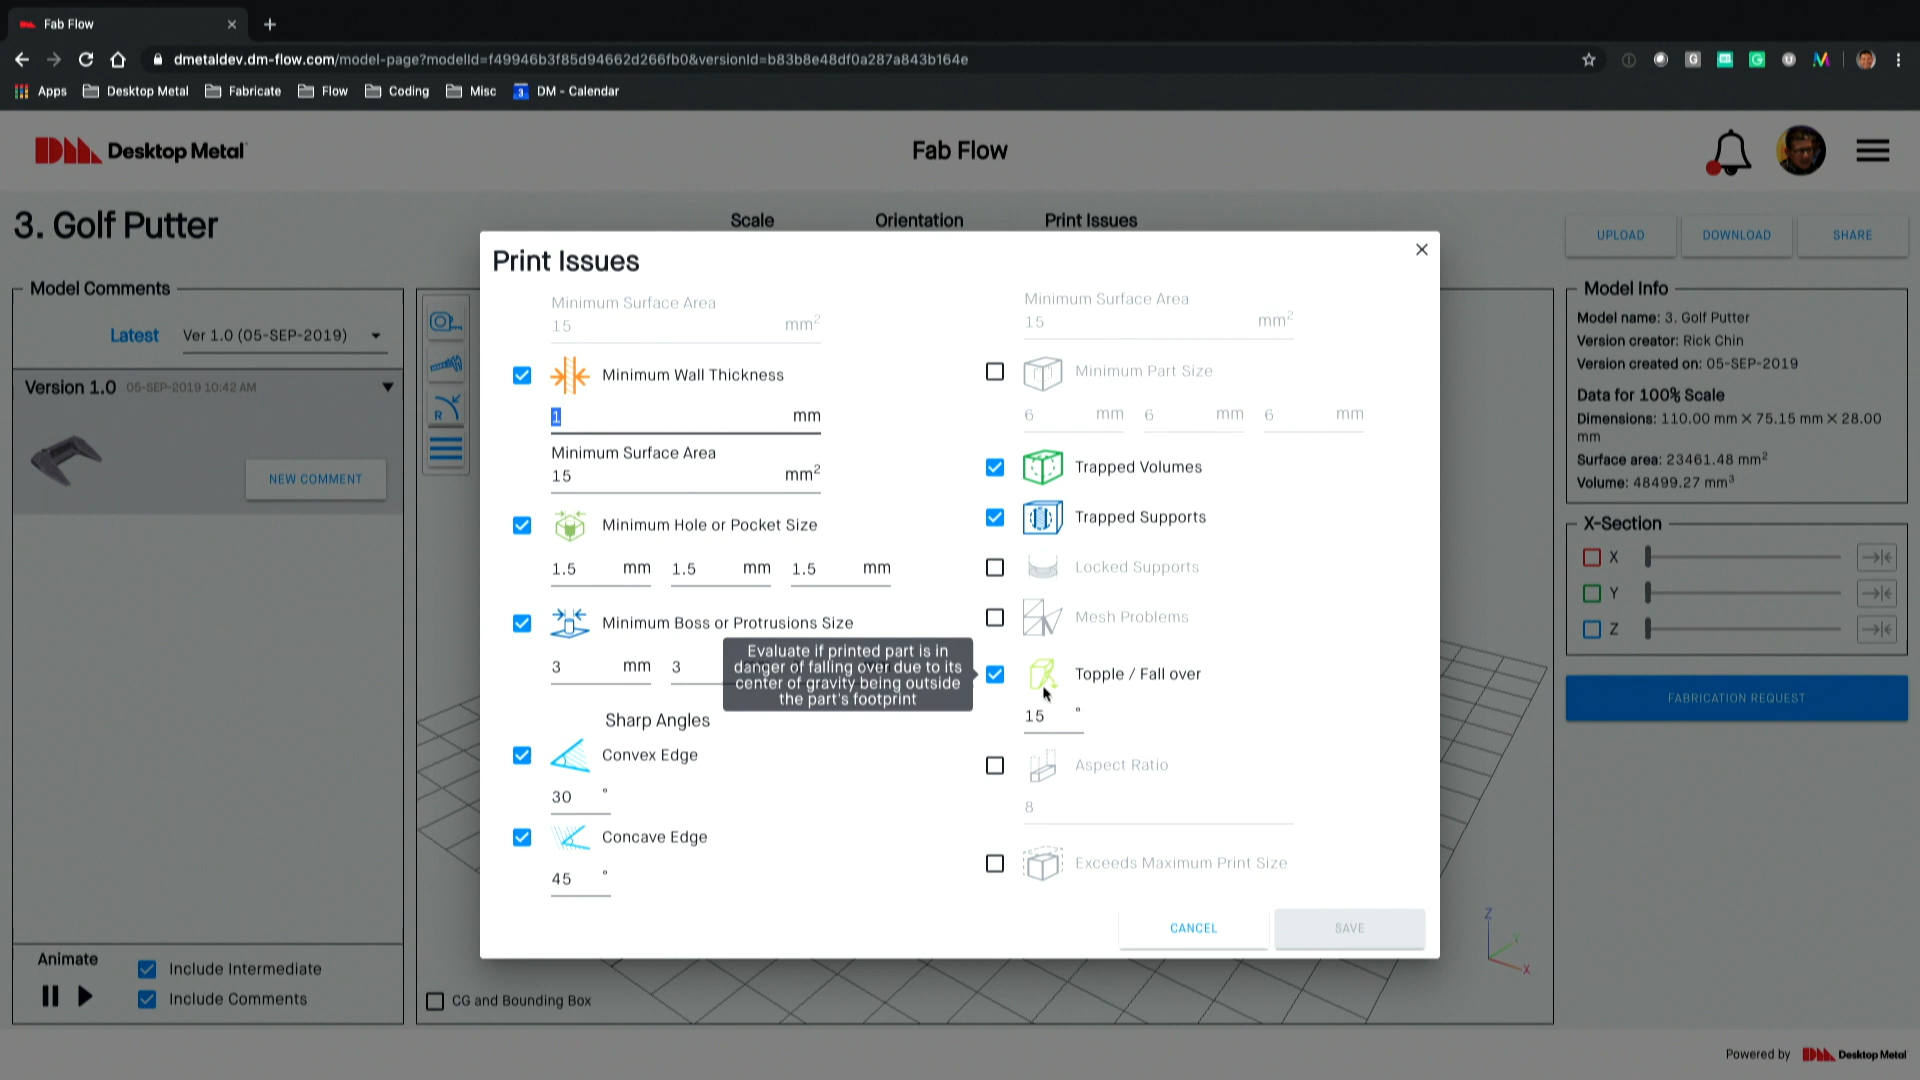 Fab Flow
dmetaldev.dm-flow.com/model-page?modelId=f49946b3f85d94662d266fb0&versionId=b83b8e48df0a287a843b164e
Apps
Desktop Metal
Fabricate
Flow
Coding
Misc
3
DM - Calendar
Desktop Metal
Fab Flow
3. Golf Putter
Scale
Orientation
Print Issues
UPLOAD
DOWNLOAD
SHARE
Model Comments
Latest
Ver 1.0 (05-SEP-2019)
Version 1.0 05-SEP-2019 10:42 AM
NEW COMMENT
Animate
Include Intermediate
Include Comments
R
Print Issues
Minimum Surface Area
15 mm²
Minimum Wall Thickness
1 mm
Minimum Surface Area
15 mm²
Minimum Hole or Pocket Size
1.5 mm 1.5 mm 1.5 mm
Minimum Boss or Protrusions Size
3 mm 3
Evaluate if printed part is in
danger of falling over due to its
center of gravity being outside
the part's footprint
Sharp Angles
Convex Edge
30 °
Concave Edge
45 °
Minimum Surface Area
15 mm²
Minimum Part Size
6 mm 6 mm 6 mm
Trapped Volumes
Trapped Supports
Locked Supports
Mesh Problems
Topple / Fall over
15 °
Aspect Ratio
8
Exceeds Maximum Print Size
CANCEL
SAVE
CG and Bounding Box
Z
Y
X
Model Info
Model name: 3. Golf Putter
Version creator: Rick Chin
Version created on: 05-SEP-2019
Data for 100% Scale
Dimensions: 110.00 mm X 75.15 mm X 28.00
mm
Surface area: 23461.48 mm²
Volume: 48499.27 mm³
X-Section
X
Y
Z
FABRICATION REQUEST
Powered by Desktop Metal